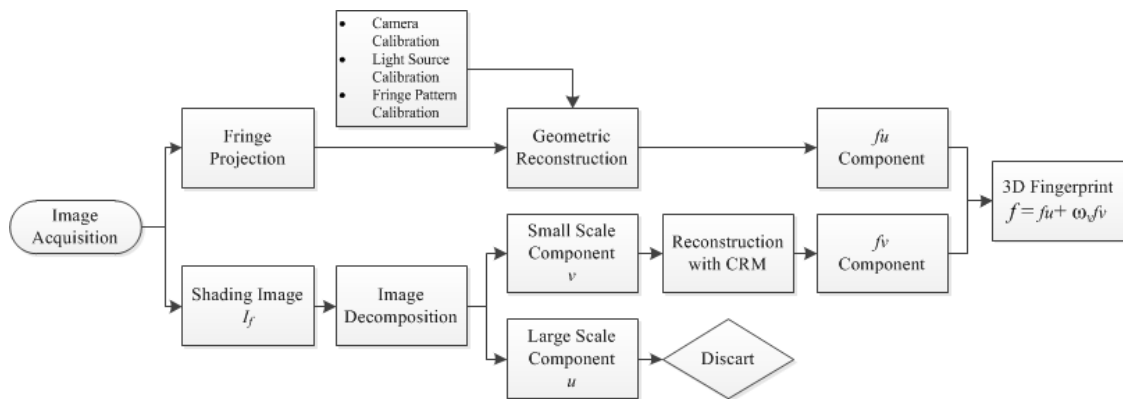 • Camera
Calibration
• Light Source
Calibration
• Fringe Pattern
Calibration
Fringe
Projection
Geometric
Reconstruction
fu
Component
3D Fingerprint
f = fu + ωᵥfv
Image
Acquisition
Small Scale
Component
v
Reconstruction
with CRM
fv
Component
Shading Image
I_f
Image
Decomposition
Large Scale
Component
u
Discart